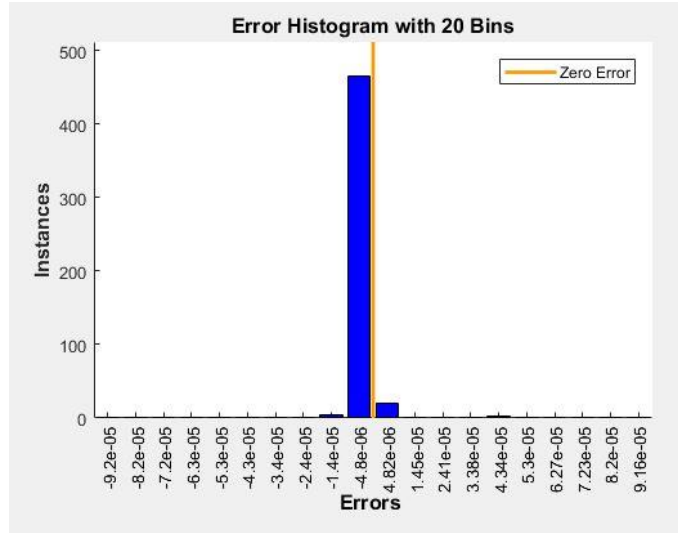 Error Histogram with 20 Bins
Zero Error
Instances
500
400
300
200
100
0
-9.2e-05
-8.2e-05
-7.2e-05
-6.3e-05
-5.3e-05
-4.3e-05
-3.4e-05
-2.4e-05
-1.4e-05
-4.8e-06
4.82e-06
1.45e-05
2.41e-05
3.38e-05
4.34e-05
5.3e-05
6.27e-05
7.23e-05
8.2e-05
9.16e-05
Errors